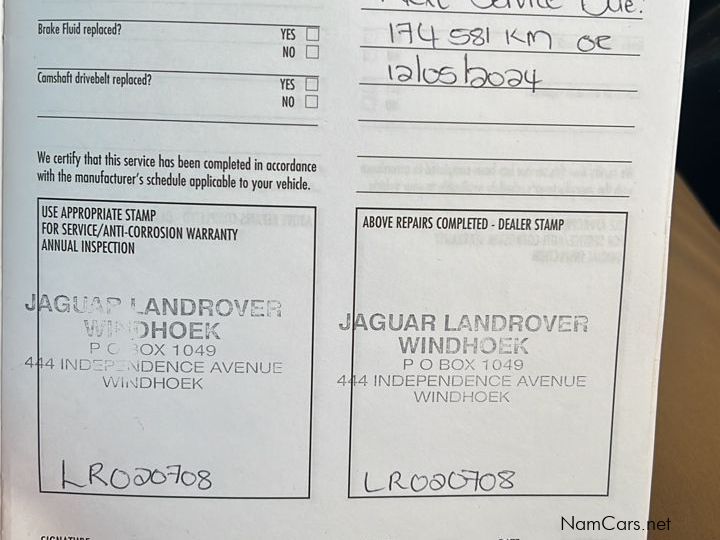 Next Service Due:
Brake Fluid replaced? YES
NO
174 581 KM OR
12/05/2024
Camshaft drivebelt replaced? YES
NO
We certify that this service has been completed in accordance
with the manufacturer's schedule applicable to your vehicle.
USE APPROPRIATE STAMP
FOR SERVICE/ANTI-CORROSION WARRANTY
ANNUAL INSPECTION
JAGUAR LANDROVER
WINDHOEK
P O BOX 1049
444 INDEPENDENCE AVENUE
WINDHOEK
LR020708
ABOVE REPAIRS COMPLETED - DEALER STAMP
JAGUAR LANDROVER
WINDHOEK
P O BOX 1049
444 INDEPENDENCE AVENUE
WINDHOEK
LR020708
NamCars.net